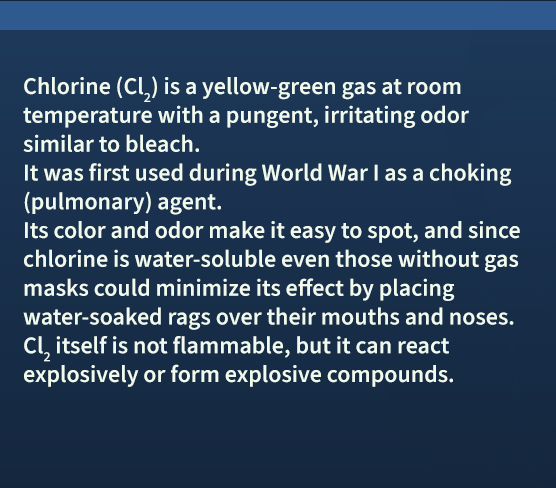 Chlorine (Cl₂) is a yellow-green gas at room
temperature with a pungent, irritating odor
similar to bleach.
It was first used during World War I as a choking
(pulmonary) agent.
Its color and odor make it easy to spot, and since
chlorine is water-soluble even those without gas
masks could minimize its effect by placing
water-soaked rags over their mouths and noses.
Cl₂ itself is not flammable, but it can react
explosively or form explosive compounds.